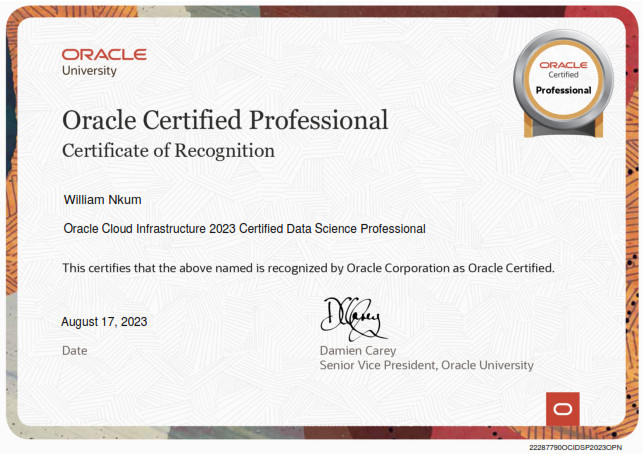 ORACLE
University
ORACLE
Certified
Professional
Oracle Certified Professional
Certificate of Recognition
William Nkum
Oracle Cloud Infrastructure 2023 Certified Data Science Professional
This certifies that the above named is recognized by Oracle Corporation as Oracle Certified.
August 17, 2023
Date
DCarey
Damien Carey
Senior Vice President, Oracle University
22287790OCIDSP2023OPN